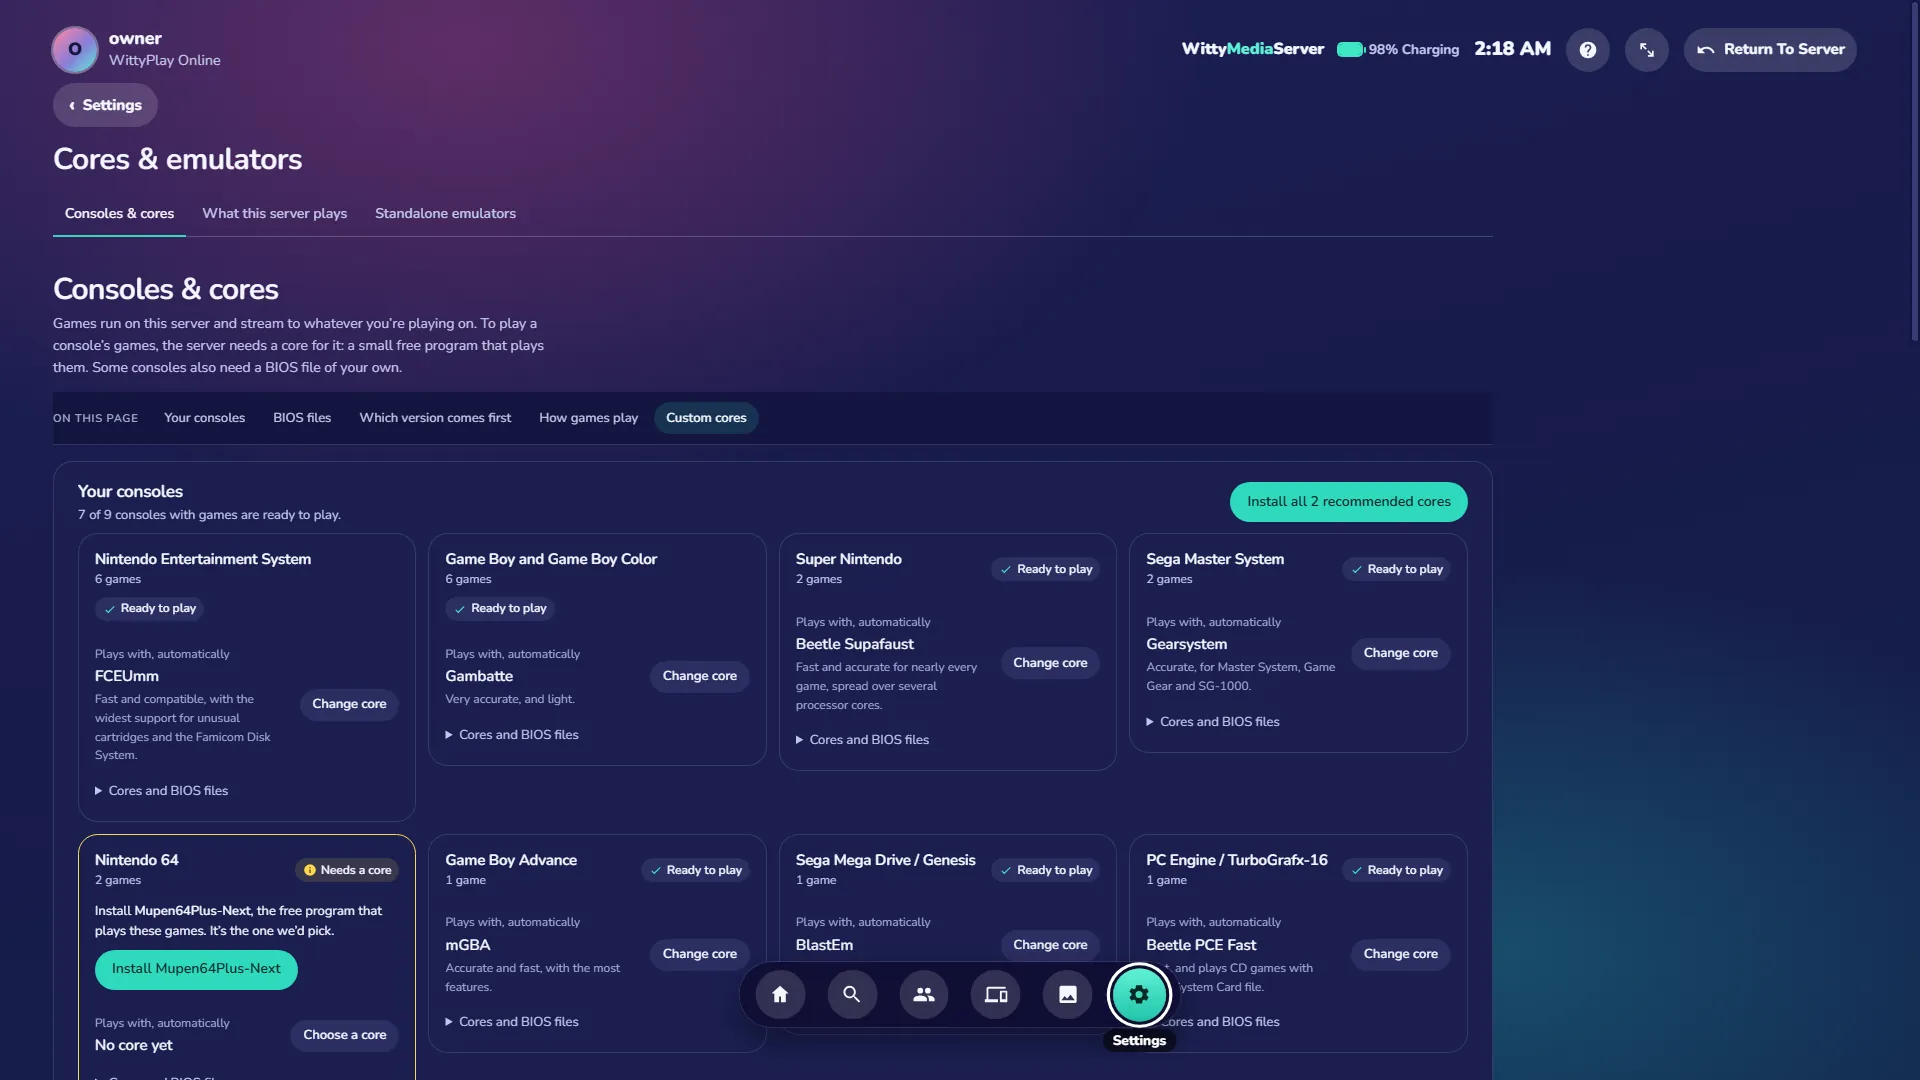 O
owner
WittyPlay Online
WittyMediaServer
98% Charging
2:18 AM
Return To Server
Settings
Cores & emulators
Consoles & cores
What this server plays
Standalone emulators
Consoles & cores
Games run on this server and stream to whatever you're playing on. To play a
console's games, the server needs a core for it: a small free program that plays
them. Some consoles also need a BIOS file of your own.
ON THIS PAGE
Your consoles
BIOS files
Which version comes first
How games play
Custom cores
Your consoles
7 of 9 consoles with games are ready to play.
Install all 2 recommended cores
Nintendo Entertainment System
6 games
Ready to play
Plays with, automatically
FCEUmm
Fast and compatible, with the
widest support for unusual
cartridges and the Famicom Disk
System.
Change core
Cores and BIOS files
Game Boy and Game Boy Color
6 games
Ready to play
Plays with, automatically
Gambatte
Very accurate, and light.
Change core
Cores and BIOS files
Super Nintendo
2 games
Ready to play
Plays with, automatically
Beetle Supafaust
Fast and accurate for nearly every
game, spread over several
processor cores.
Change core
Cores and BIOS files
Sega Master System
2 games
Ready to play
Plays with, automatically
Gearsystem
Accurate, for Master System, Game
Gear and SG-1000.
Change core
Cores and BIOS files
Nintendo 64
2 games
Needs a core
Install Mupen64Plus-Next, the free program that
plays these games. It's the one we'd pick.
Install Mupen64Plus-Next
Plays with, automatically
No core yet
Choose a core
Game Boy Advance
1 game
Ready to play
Plays with, automatically
mGBA
Accurate and fast, with the most
features.
Change core
Cores and BIOS files
Sega Mega Drive / Genesis
1 game
Ready to play
Plays with, automatically
BlastEm
Change core
PC Engine / TurboGrafx-16
1 game
Ready to play
Plays with, automatically
Beetle PCE Fast
and plays CD games with
Card file.
Change core
Cores and BIOS files
Settings